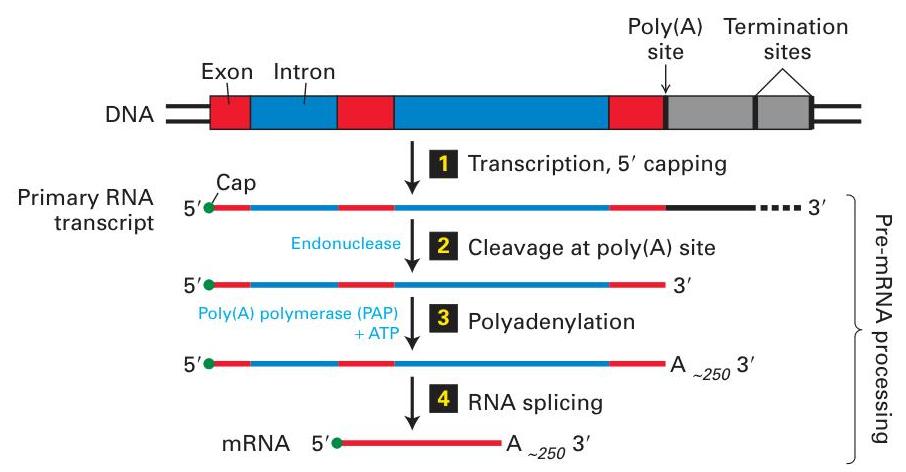 Poly(A)
site
Termination
sites
Exon
Intron
DNA
1 Transcription, 5′ capping
Primary RNA
transcript
Cap
5′
3′
Endonuclease
2 Cleavage at poly(A) site
5′
3′
Poly(A) polymerase (PAP)
+ ATP
3 Polyadenylation
5′
A ~250 3′
4 RNA splicing
mRNA 5′
A ~250 3′
Pre-mRNA processing